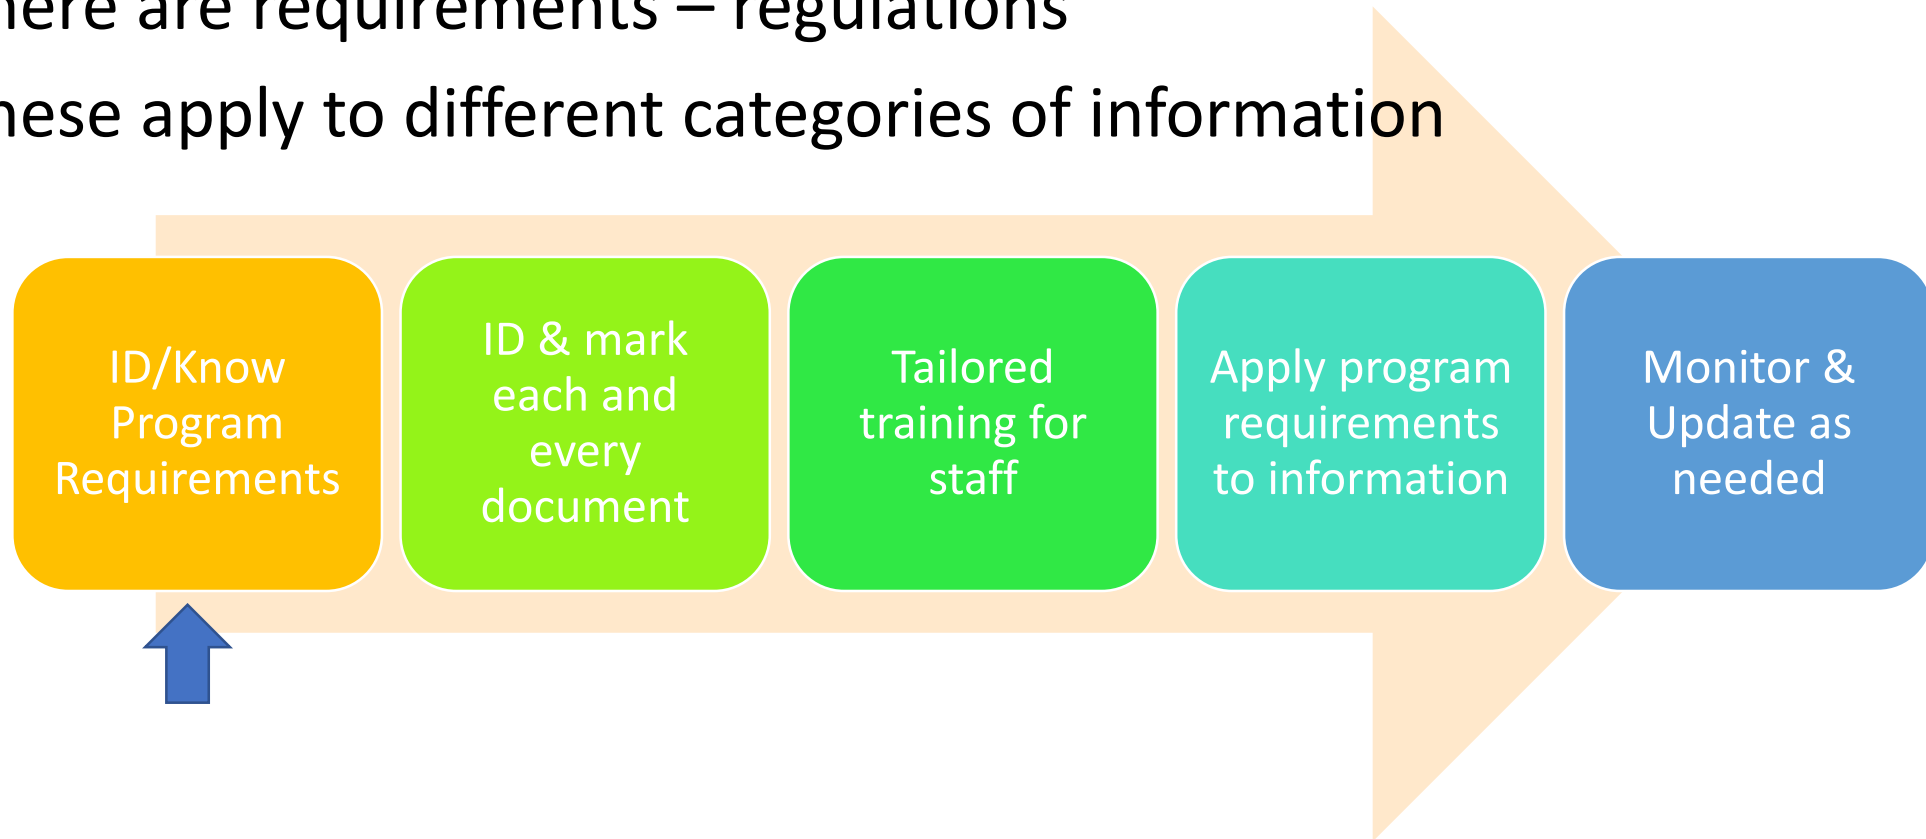 here are requirements – regulations
hese apply to different categories of information
ID/Know
Program
Requirements
ID & mark
each and
every
document
Tailored
training for
staff
Apply program
requirements
to information
Monitor &
Update as
needed